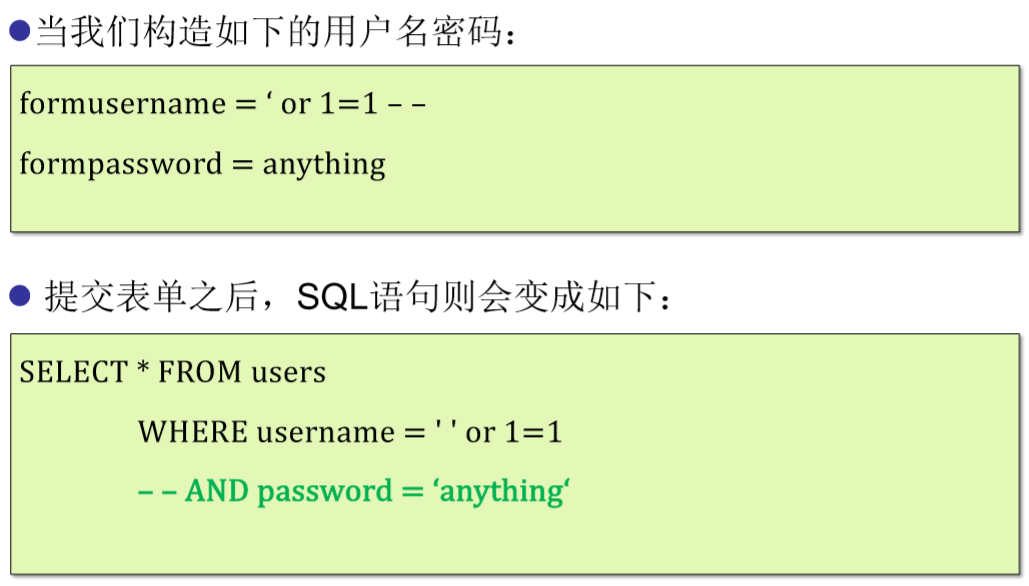 ●当我们构造如下的用户名密码：
formusername = ‘ or 1=1 – –
formpassword = anything
● 提交表单之后，SQL语句则会变成如下：
SELECT * FROM users
WHERE username = ' ' or 1=1
– – AND password = ‘anything‘